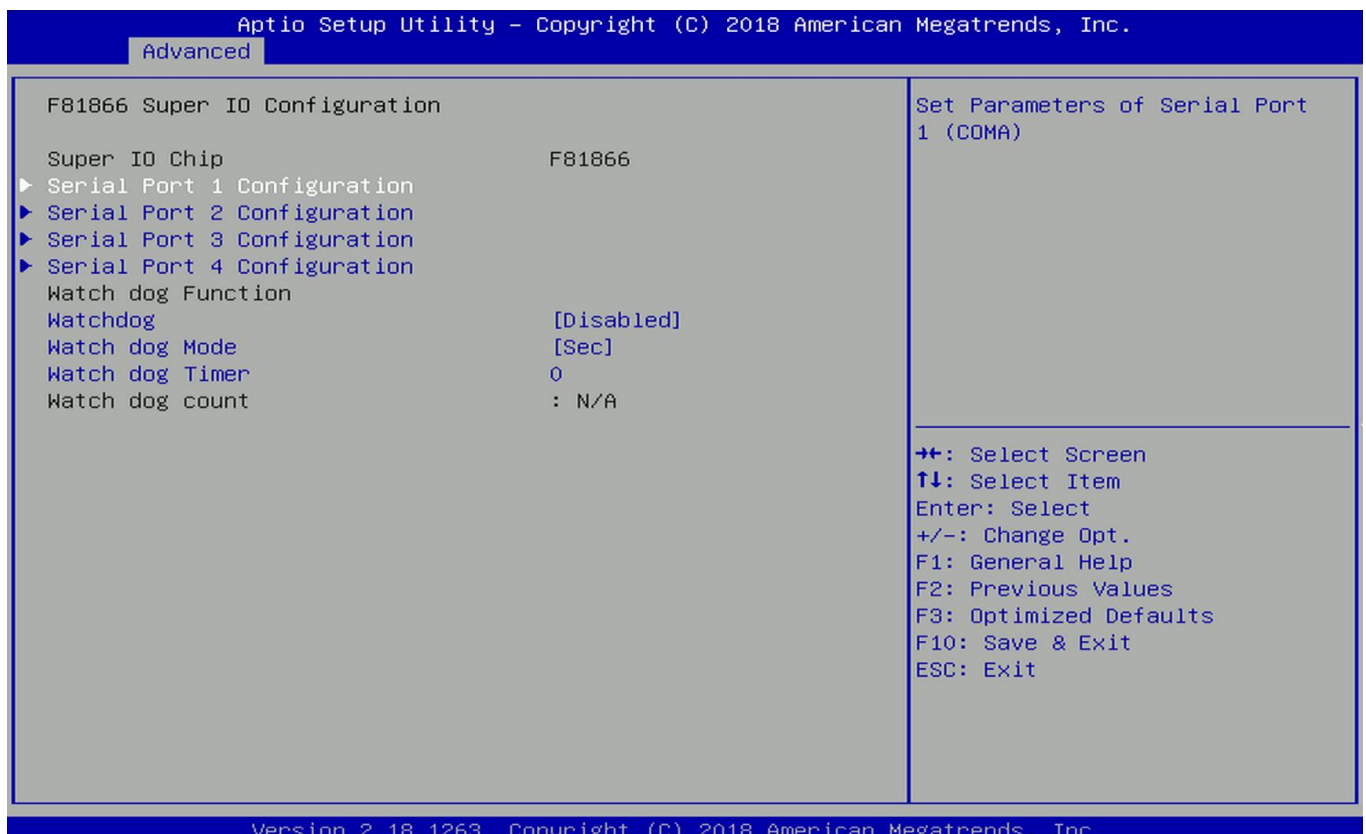 Aptio Setup Utility – Copyright (C) 2018 American Megatrends, Inc.
Advanced
F81866 Super IO Configuration
Super IO Chip F81866
Serial Port 1 Configuration
Serial Port 2 Configuration
Serial Port 3 Configuration
Serial Port 4 Configuration
Watch dog Function
Watchdog [Disabled]
Watch dog Mode [Sec]
Watch dog Timer 0
Watch dog count : N/A
Set Parameters of Serial Port
1 (COMA)
→←: Select Screen
↑↓: Select Item
Enter: Select
+/-: Change Opt.
F1: General Help
F2: Previous Values
F3: Optimized Defaults
F10: Save & Exit
ESC: Exit
Version 2.18.1263. Copyright (C) 2018 American Megatrends, Inc.